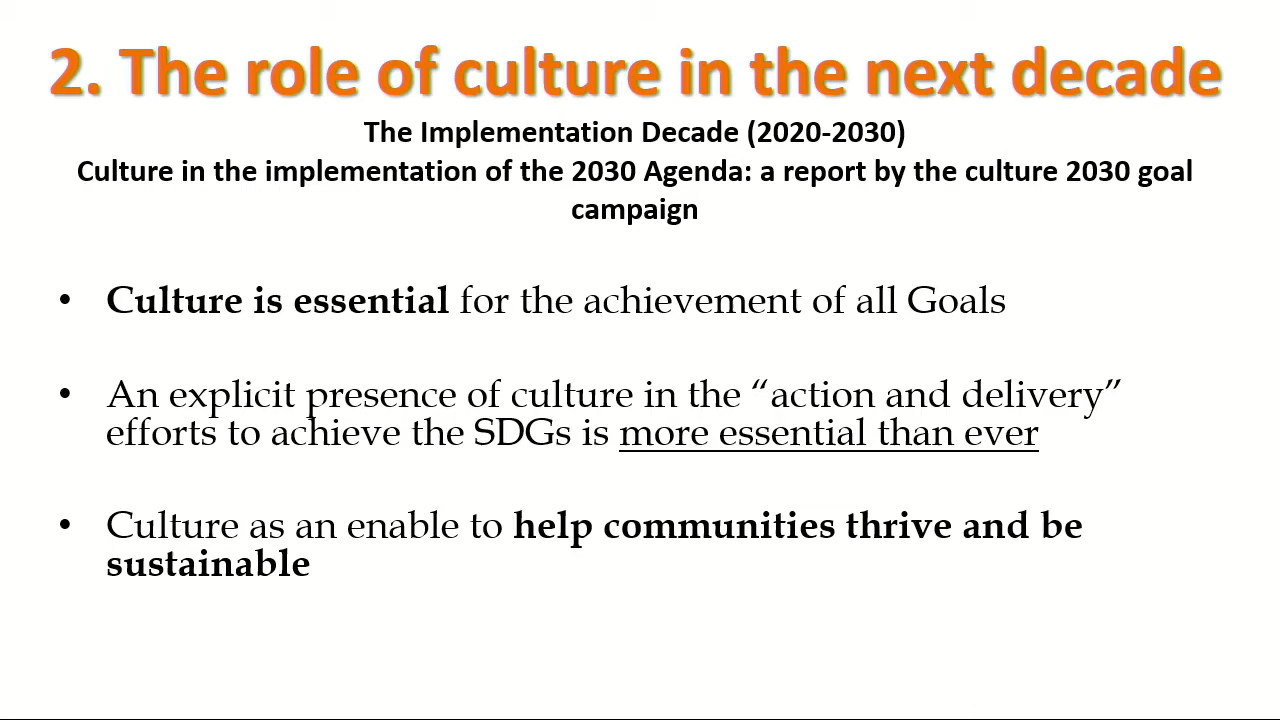 2. The role of culture in the next decade
The Implementation Decade (2020-2030)
Culture in the implementation of the 2030 Agenda: a report by the culture 2030 goal
campaign
• Culture is essential for the achievement of all Goals
• An explicit presence of culture in the “action and delivery”
efforts to achieve the SDGs is more essential than ever
• Culture as an enable to help communities thrive and be
sustainable